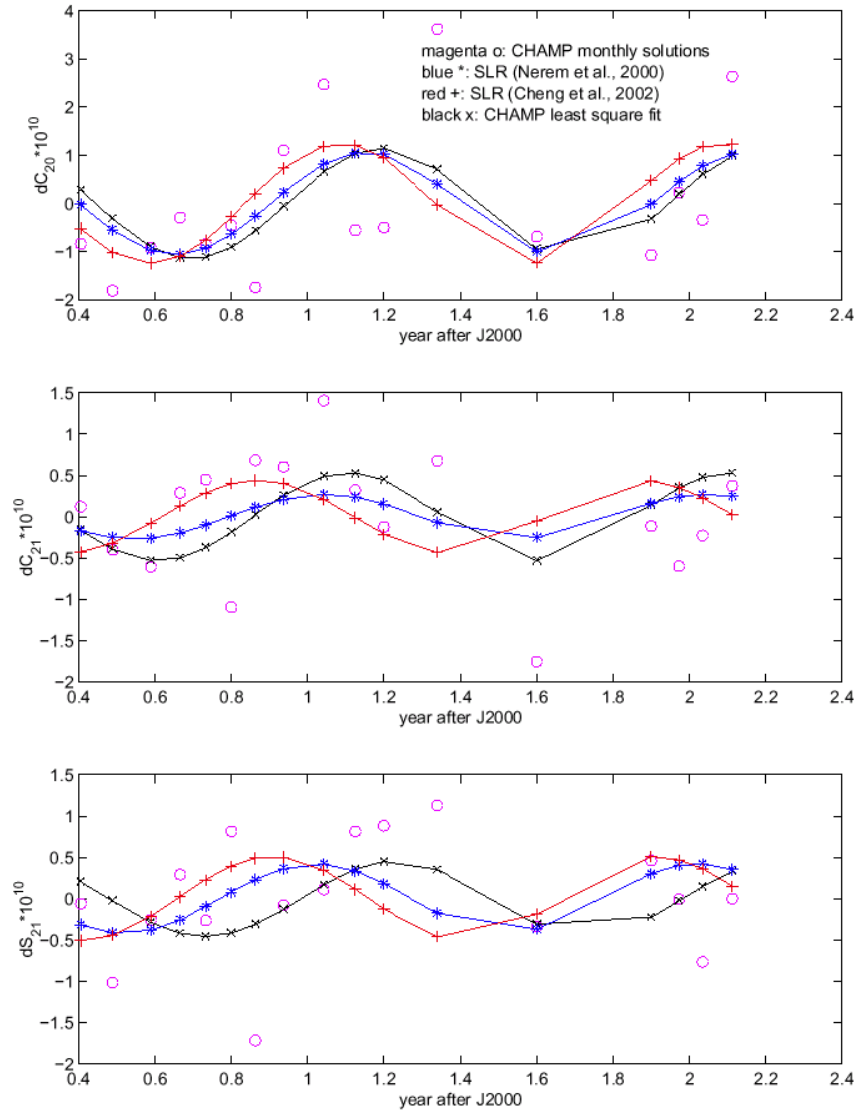 4
3
2
1
0
−1
−2
dC20*10^10
magenta o: CHAMP monthly solutions
blue *: SLR (Nerem et al., 2000)
red +: SLR (Cheng et al., 2002)
black x: CHAMP least square fit
0.4 0.6 0.8 1 1.2 1.4 1.6 1.8 2 2.2 2.4
year after J2000
1.5
1
0.5
0
−0.5
−1
−1.5
−2
dC21*10^10
0.4 0.6 0.8 1 1.2 1.4 1.6 1.8 2 2.2 2.4
year after J2000
1.5
1
0.5
0
−0.5
−1
−1.5
−2
dS21*10^10
0.4 0.6 0.8 1 1.2 1.4 1.6 1.8 2 2.2 2.4
year after J2000